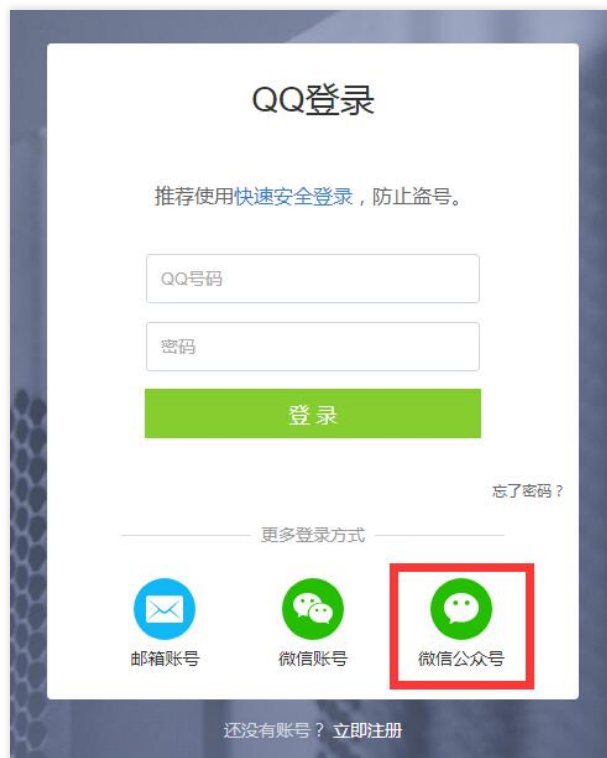 QQ登录
推荐使用快速安全登录，防止盗号。
QQ号码
密码
登 录
忘了密码？
更多登录方式
邮箱账号
微信账号
微信公众号
还没有账号？ 立即注册